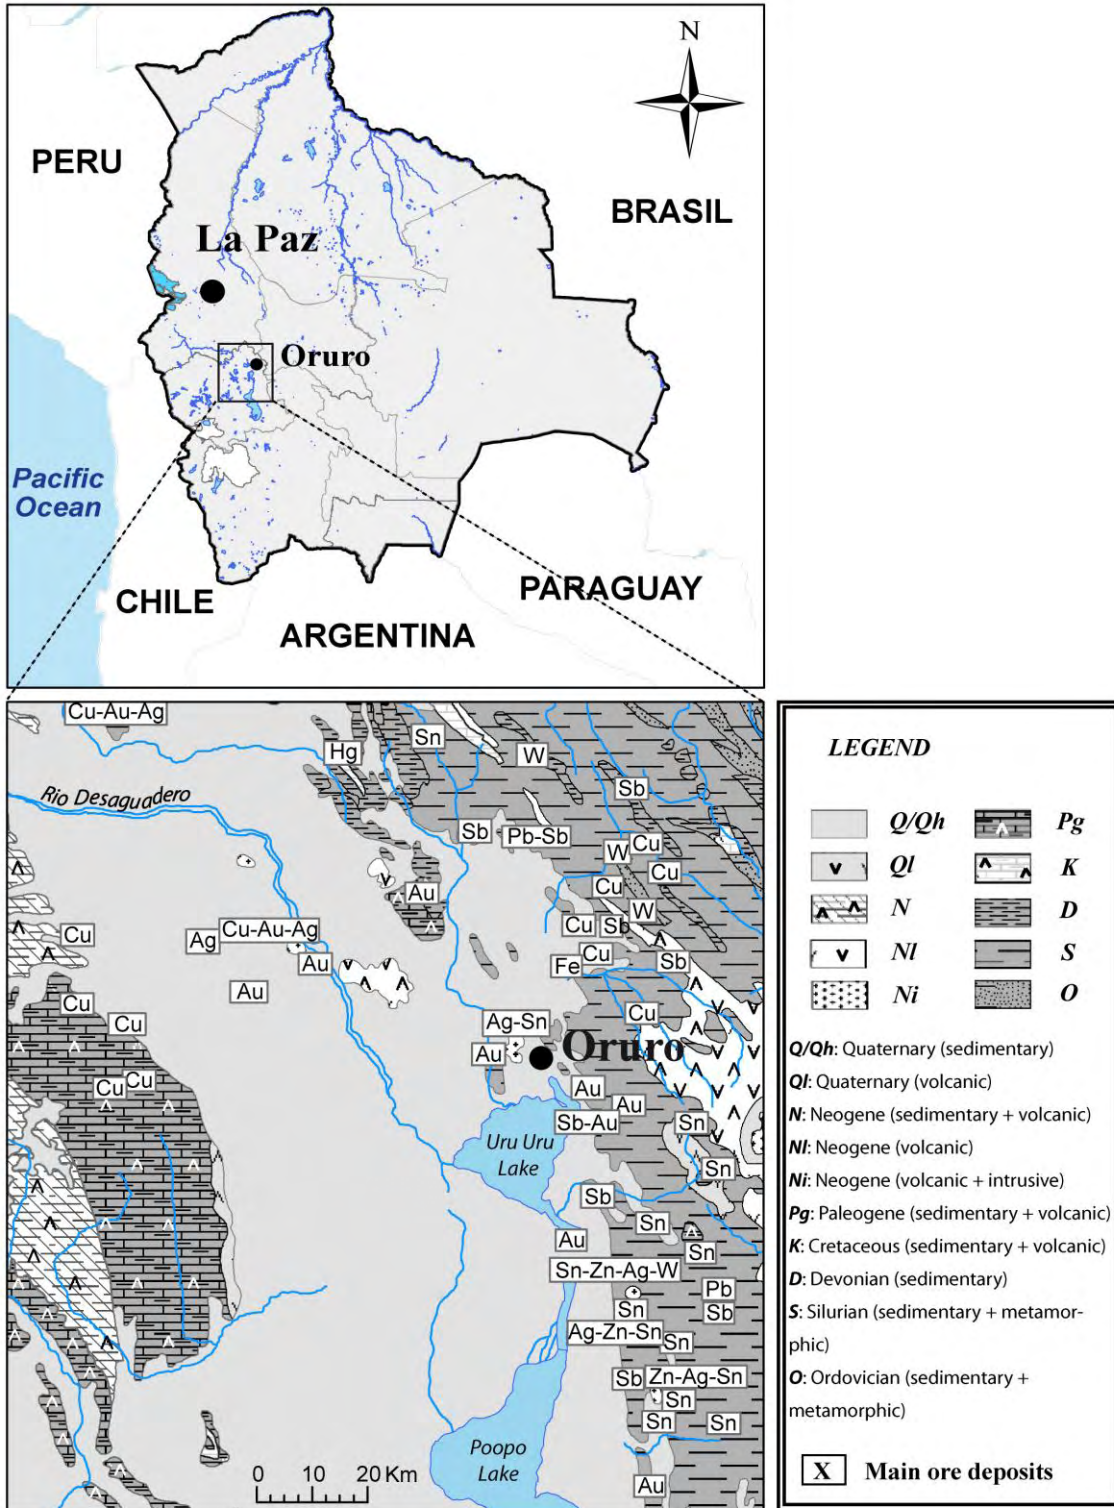 N
PERU
BRASIL
La Paz
Oruro
Pacific
Ocean
CHILE
PARAGUAY
ARGENTINA
Cu-Au-Ag
Hg
Sn
W
Sb
Rio Desaguadero
Sb
Pb-Sb
W
Cu
Cu
Au
Cu
W
Cu
Ag
Cu-Au-Ag
Cu
Sb
Au
Fe
Cu
Sb
Au
Cu
Cu
Ag-Sn
Cu
Au
Oruro
Cu
Cu
Au
Au
Sb-Au
Sn
Uru Uru
Lake
Sn
Sb
Sn
Au
Sn
Sn-Zn-Ag-W
Pb
Sn
Sb
Ag-Zn-Sn
Sn
Sb
Zn-Ag-Sn
Sn
Sn
Sn
Poopo
Lake
Au
0 10 20 Km
LEGEND
Q/Qh
Pg
Ql
K
N
D
Nl
S
Ni
O
Q/Qh: Quaternary (sedimentary)
Ql: Quaternary (volcanic)
N: Neogene (sedimentary + volcanic)
Nl: Neogene (volcanic)
Ni: Neogene (volcanic + intrusive)
Pg: Paleogene (sedimentary + volcanic)
K: Cretaceous (sedimentary + volcanic)
D: Devonian (sedimentary)
S: Silurian (sedimentary + metamor-
phic)
O: Ordovician (sedimentary +
metamorphic)
X Main ore deposits